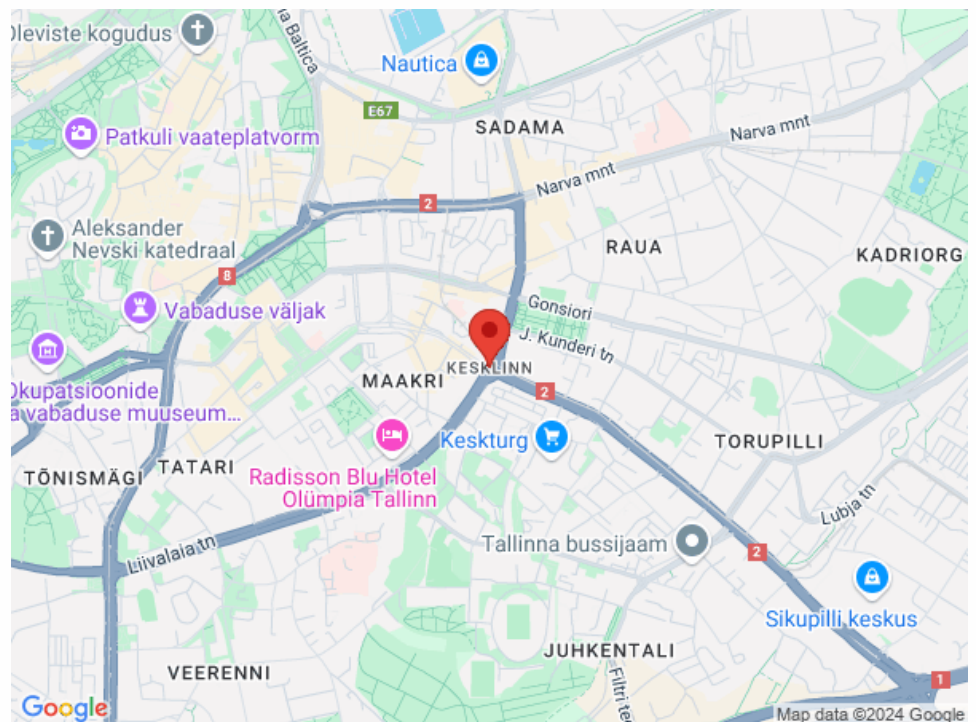 Oleviste kogudus
Baltica
Nautica
E67
SADAMA
Narva mnt
Patkuli vaateplatvorm
Narva mnt
2
Aleksander
Nevski katedraal
RAUA
KADRIORG
8
Vabaduse väljak
Gonsiori
J. Kunderi tn
KESKLINN
Okupatsioonide
a vabaduse muuseum...
MAAKRI
2
Keskturg
TORUPILLI
TÕNISMÄGI
TATARI
Radisson Blu Hotel
Olümpia Tallinn
Lubja tn
Liivalaia tn
Tallinna bussijaam
2
Sikupilli keskus
JUHKENTALI
VEERENNI
Filtri tee
1
Google
Map data ©2024 Google